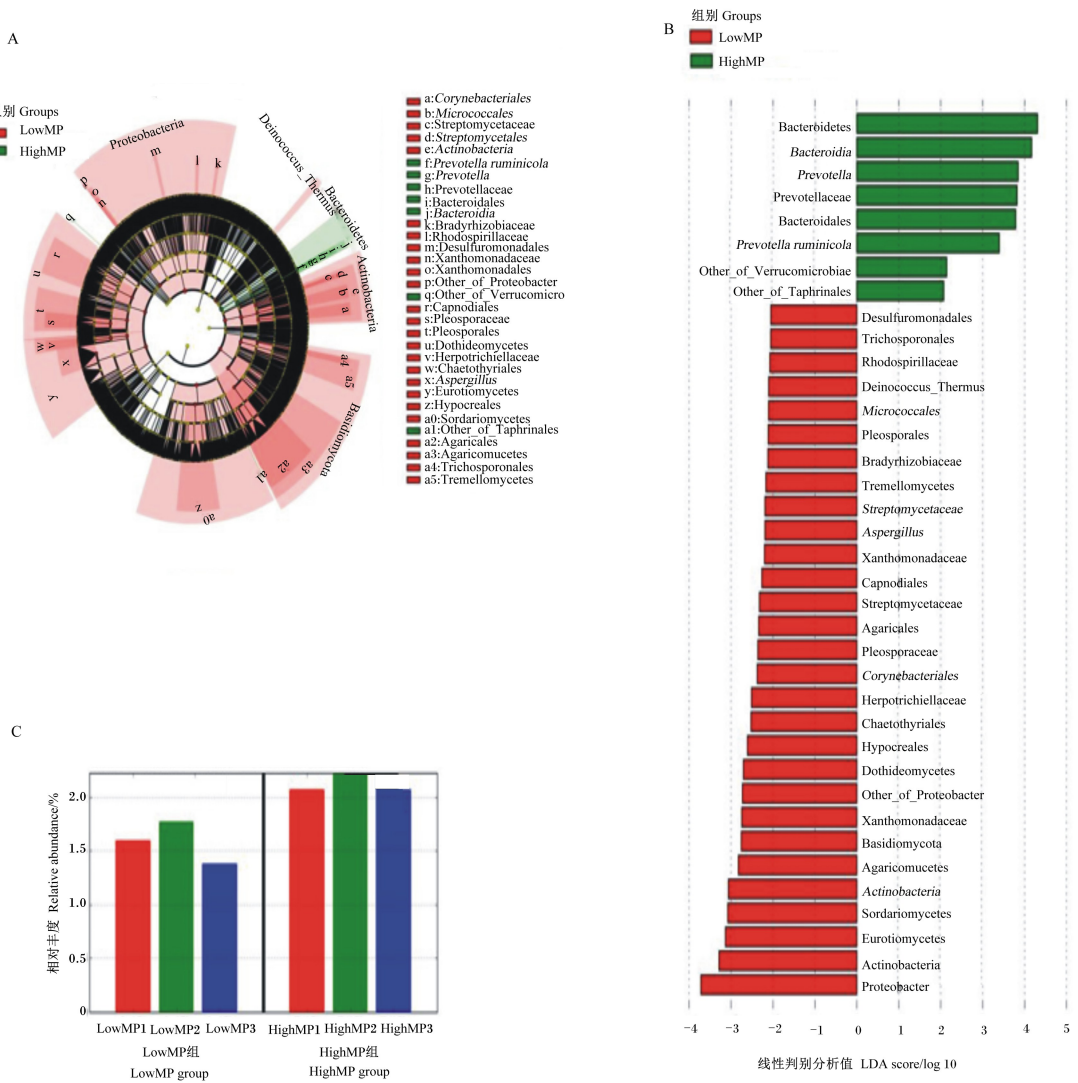 A
别 Groups
LowMP
HighMP
Proteobacteria
m
l
k
p
o
n
q
u
r
t
s
w
v
x
y
z
a0
Deinococcus_Thermus
Bacteroidetes
j
Actinobacteria
c
d
e
b
a
a4
a5
Basidiomycota
a1
a2
a3
a:Corynebacteriales
b:Micrococcales
c:Streptomycetaceae
d:Streptomycetales
e:Actinobacteria
f:Prevotella ruminicola
g:Prevotella
h:Prevotellaceae
i:Bacteroidales
j:Bacteroidia
k:Bradyrhizobiaceae
l:Rhodospirillaceae
m:Desulfuromonadales
n:Xanthomonadaceae
o:Xanthomonadales
p:Other_of_Proteobacter
q:Other_of_Verrucomicro
r:Capnodiales
s:Pleosporaceae
t:Pleosporales
u:Dothideomycetes
v:Herpotrichiellaceae
w:Chaetothyriales
x:Aspergillus
y:Eurotiomycetes
z:Hypocreales
a0:Sordariomycetes
a1:Other_of_Taphrinales
a2:Agaricales
a3:Agaricomucetes
a4:Trichosporonales
a5:Tremellomycetes
B
组别 Groups
LowMP
HighMP
Bacteroidetes
Bacteroidia
Prevotella
Prevotellaceae
Bacteroidales
Prevotella ruminicola
Other_of_Verrucomicrobiae
Other_of_Taphrinales
Desulfuromonadales
Trichosporonales
Rhodospirillaceae
Deinococcus_Thermus
Micrococcales
Pleosporales
Bradyrhizobiaceae
Tremellomycetes
Streptomycetaceae
Aspergillus
Xanthomonadaceae
Capnodiales
Streptomycetaceae
Agaricales
Pleosporaceae
Corynebacteriales
Herpotrichiellaceae
Chaetothyriales
Hypocreales
Dothideomycetes
Other_of_Proteobacter
Xanthomonadaceae
Basidiomycota
Agaricomucetes
Actinobacteria
Sordariomycetes
Eurotiomycetes
Actinobacteria
Proteobacter
−4 −3 −2 −1 0 1 2 3 4 5
线性判别分析值 LDA score/log 10
C
相对丰度 Relative abundance/%
2.0
1.5
1.0
0.5
0
LowMP1 LowMP2 LowMP3 HighMP1 HighMP2 HighMP3
LowMP组 HighMP组
LowMP group HighMP group